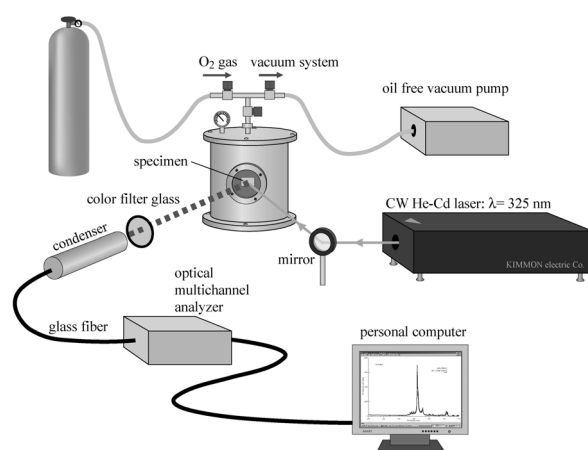 O₂ gas
vacuum system
oil free vacuum pump
specimen
color filter glass
CW He-Cd laser: λ= 325 nm
condenser
mirror
KIMMON electric Co.
optical
multichannel
analyzer
glass fiber
personal computer